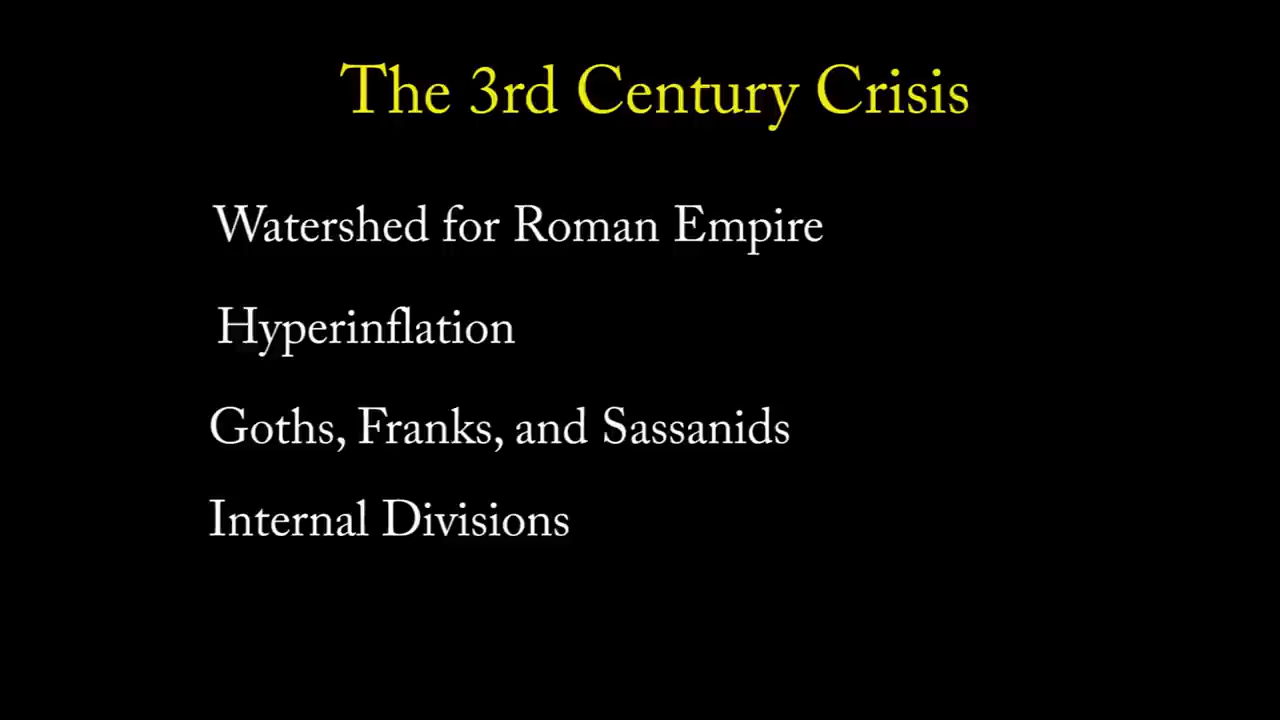 The 3rd Century Crisis
Watershed for Roman Empire
Hyperinflation
Goths, Franks, and Sassanids
Internal Divisions